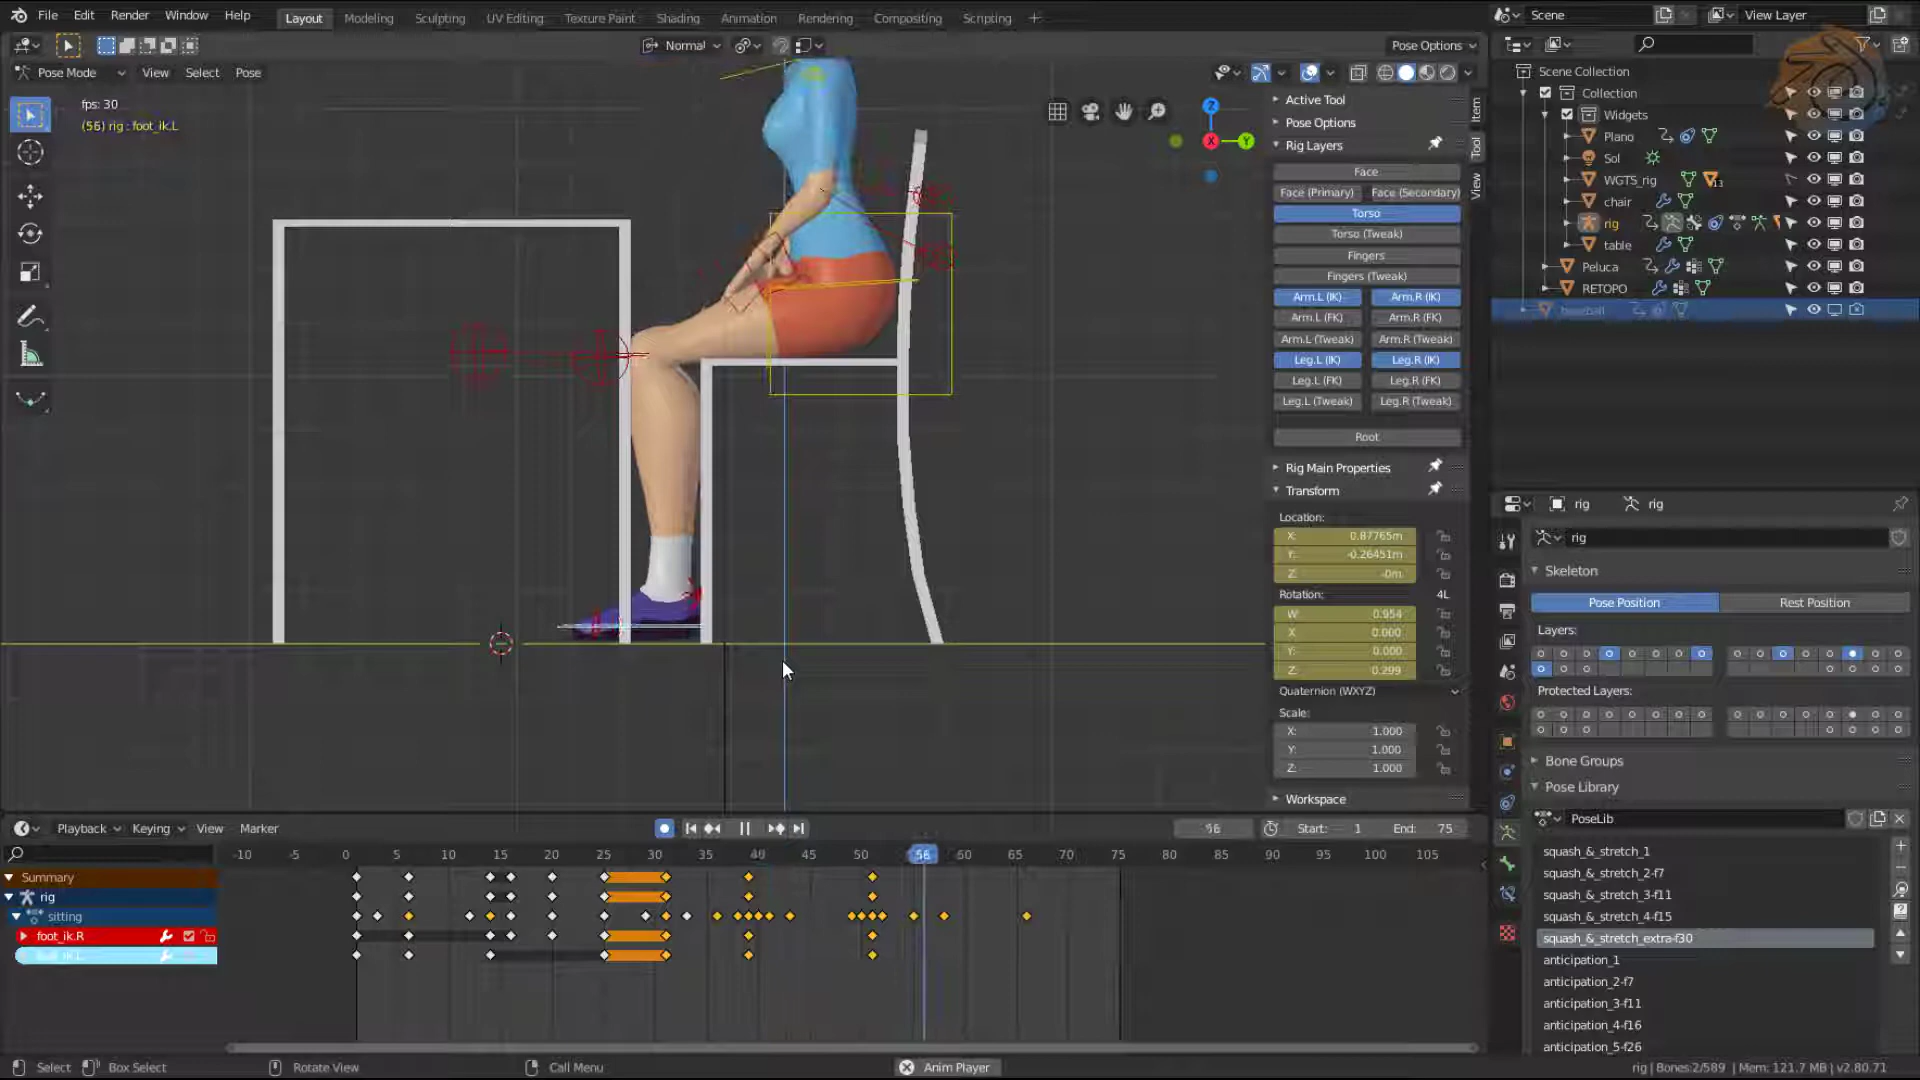 File Edit Render Window Help Layout Modeling Sculpting UV Editing Texture Paint Shading Animation Rendering Compositing Scripting + Scene View Layer
Normal Pose Options
Pose Mode View Select Pose
fps: 30
(56) rig : foot_ik.L
Z
X
Y
Item
Tool
View
Active Tool
Pose Options
Rig Layers
Face
Face (Primary) Face (Secondary)
Torso
Torso (Tweak)
Fingers
Fingers (Tweak)
Arm.L (IK) Arm.R (IK)
Arm.L (FK) Arm.R (FK)
Arm.L (Tweak) Arm.R (Tweak)
Leg.L (IK) Leg.R (IK)
Leg.L (FK) Leg.R (FK)
Leg.L (Tweak) Leg.R (Tweak)
Root
Rig Main Properties
Transform
Location:
X: 0.87765m
Y: -0.26451m
Z: -0m
Rotation: 4L
W: 0.954
X: 0.000
Y: 0.000
Z: 0.299
Quaternion (WXYZ)
Scale:
X: 1.000
Y: 1.000
Z: 1.000
Workspace
Scene Collection
Collection
Widgets
Plano
Sol
WGTS_rig 13
chair
rig
table
Peluca
RETOPO
rig rig
rig
Skeleton
Pose Position Rest Position
Layers:
Protected Layers:
Bone Groups
Pose Library
PoseLib
squash_&_stretch_1
squash_&_stretch_2-f7
squash_&_stretch_3-f11
squash_&_stretch_4-f15
squash_&_stretch_extra-f30
anticipation_1
anticipation_2-f7
anticipation_3-f11
anticipation_4-f16
anticipation_5-f26
Playback Keying View Marker 56 Start: 1 End: 75
-10 -5 0 5 10 15 20 25 30 35 40 45 50 56 60 65 70 75 80 85 90 95 100 105
Summary
rig
sitting
foot_ik.R
Select Box Select Rotate View Call Menu Anim Player rig | Bones:2/589 | Mem: 121.7 MB | v2.80.71